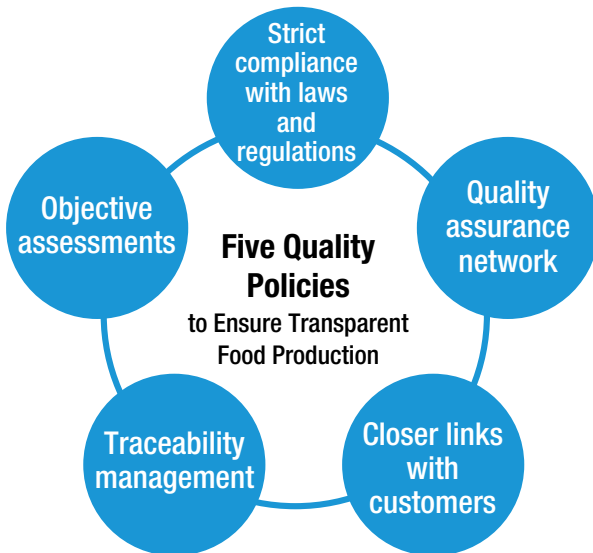 Strict
compliance
with laws
and
regulations
Objective
assessments
Quality
assurance
network
Five Quality
Policies
to Ensure Transparent
Food Production
Traceability
management
Closer links
with
customers